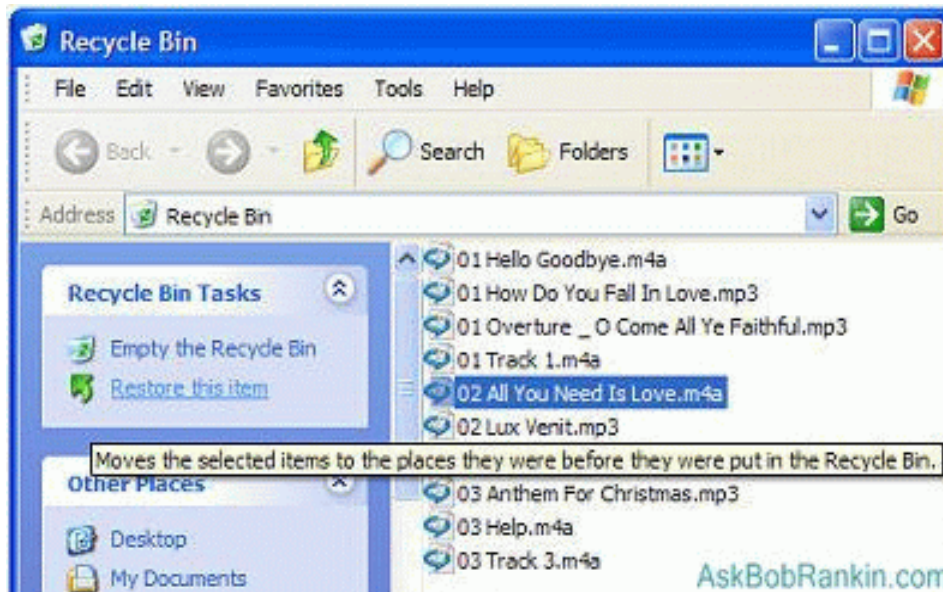 Recycle Bin
File Edit View Favorites Tools Help
Back Search Folders
Address Recycle Bin Go
Recycle Bin Tasks
Empty the Recycle Bin
Restore this item
Other Places
Desktop
My Documents
01 Hello Goodbye.m4a
01 How Do You Fall In Love.mp3
01 Overture _ O Come All Ye Faithful.mp3
01 Track 1.m4a
02 All You Need Is Love.m4a
02 Lux Venit.mp3
Moves the selected items to the places they were before they were put in the Recycle Bin.
03 Anthem For Christmas.mp3
03 Help.m4a
03 Track 3.m4a
AskBobRankin.com